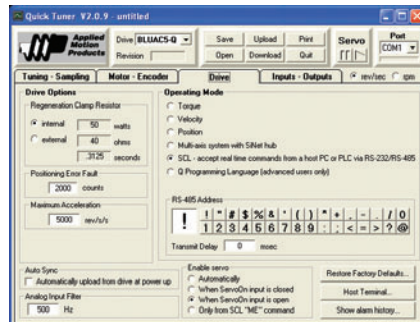 Quick Tuner V2.0.9 - untitled
Applied Motion Products
Drive BLUAC5-Q
Revision
Save Upload Print
Open Download Quit
Servo
Port
COM1
Tuning - Sampling Motor - Encoder Drive Inputs - Outputs rev/sec rpm
Drive Options
Regeneration Clamp Resistor
internal 50 watts
external 40 ohms
.3125 seconds
Positioning Error Fault
2000 counts
Maximum Acceleration
5000 rev/s/s
Auto Sync
Automatically upload from drive at power up
Analog Input Filter
500 Hz
Operating Mode
Torque
Velocity
Position
Multi-axis system with SiNet hub
SCL - accept real time commands from a host PC or PLC via RS-232/RS-485
Q Programming Language (advanced users only)
RS-485 Address
!
! " # $ % & ' ( ) * + , - . / 0
1 2 3 4 5 6 7 8 9 : ; < = > ? @
Transmit Delay 0 msec
Enable servo
Automatically
When ServoOn input is closed
When ServoOn input is open
Only from SCL "ME" command
Restore Factory Defaults...
Host Terminal...
Show alarm history...